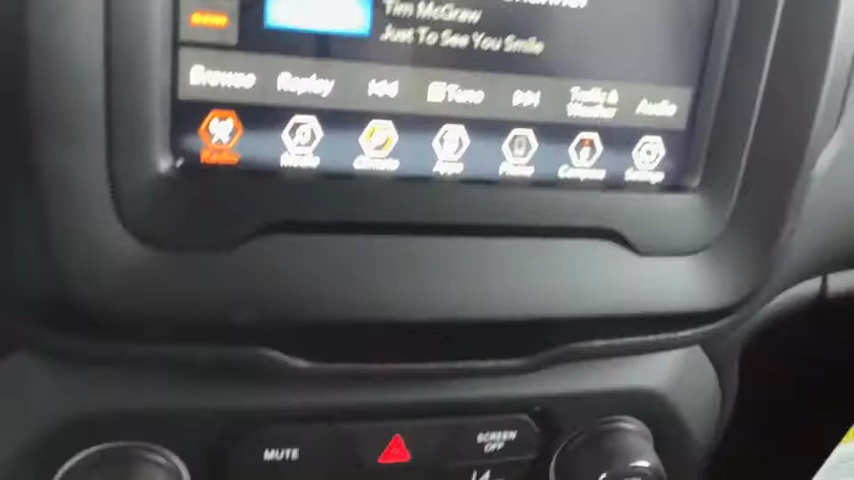 Tim McGraw
Just To See You Smile
Browse Replay Tune Traffic & Weather Audio
Radio Media Climate Apps Phone Compass Settings
MUTE
SCREEN OFF